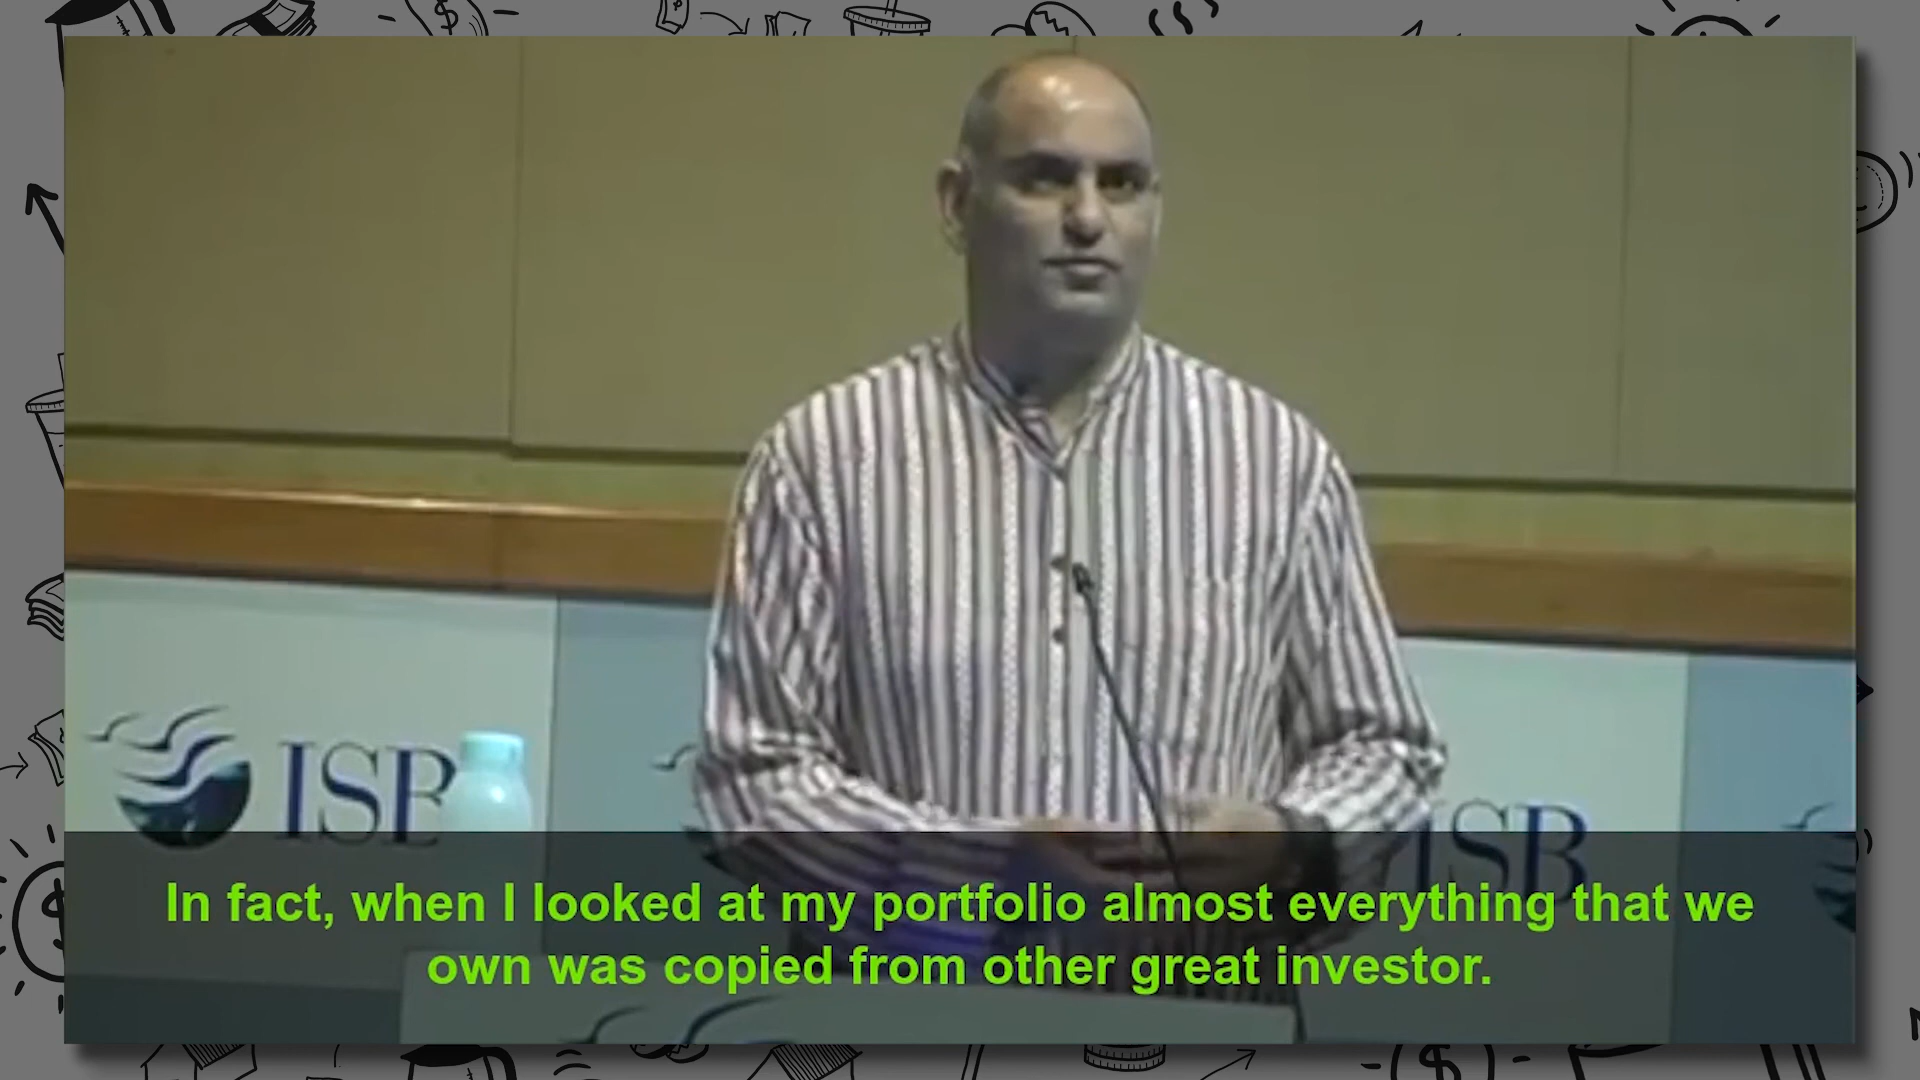 ISB
ISB
In fact, when I looked at my portfolio almost everything that we
own was copied from other great investor.